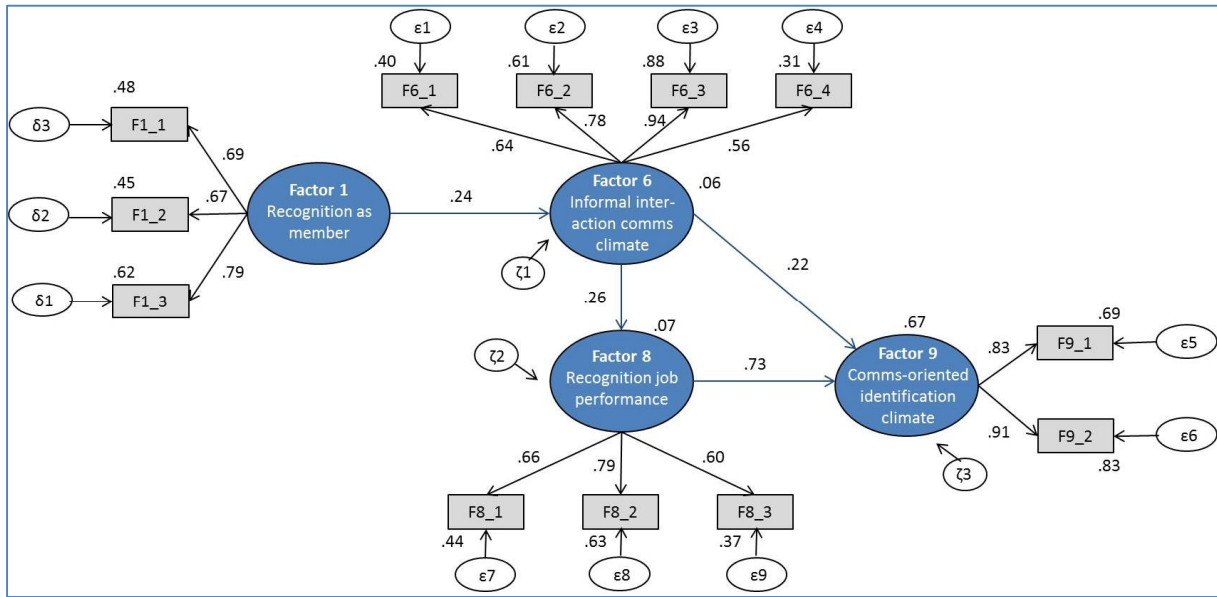 ε1
ε2
ε3
ε4
.40
.61
.88
.31
F6_1
F6_2
F6_3
F6_4
.48
δ3
F1_1
.64
.78
.94
.56
.69
.45
δ2
F1_2
.67
Factor 1
Recognition as
member
.24
Factor 6
Informal inter-
action comms
climate
.06
ζ1
.62
δ1
F1_3
.79
.26
.22
.07
ζ2
Factor 8
Recognition job
performance
.73
.67
Factor 9
Comms-oriented
identification
climate
ζ3
.83
.69
F9_1
ε5
.91
F9_2
ε6
.83
.66
.79
.60
F8_1
F8_2
F8_3
.44
.63
.37
ε7
ε8
ε9